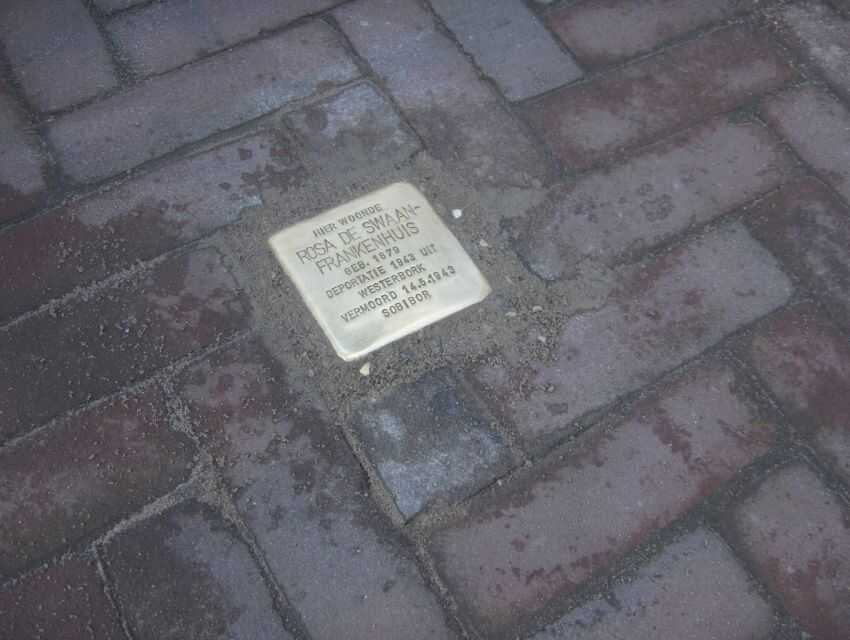 HIER WOONDE
ROSA DE SWAAN-
FRANKENHUIS
GEB. 1879
DEPORTATIE 1943 UIT
WESTERBORK
VERMOORD 14.5.1943
SOBIBOR